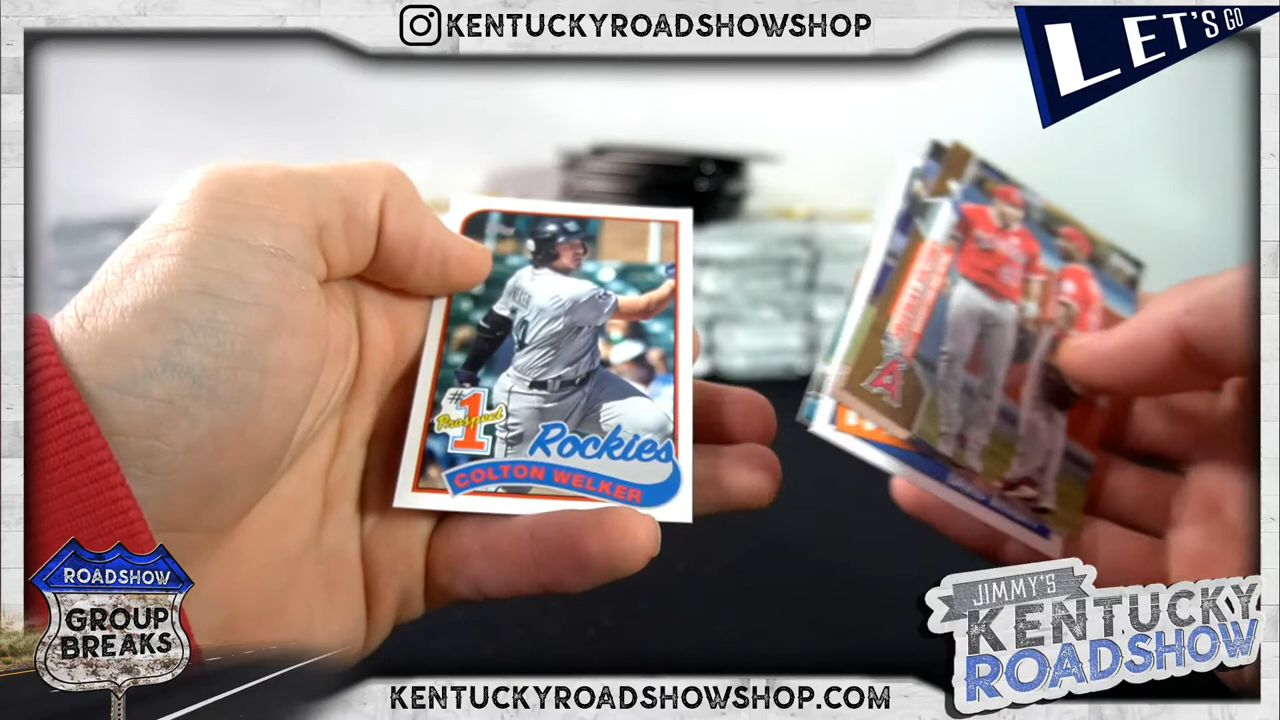 KENTUCKYROADSHOWSHOP
LET'S GO
#1
Prospect
Rockies
COLTON WELKER
A
ROADSHOW
GROUP
BREAKS
JIMMY'S
KENTUCKY
ROADSHOW
KENTUCKYROADSHOWSHOP.COM